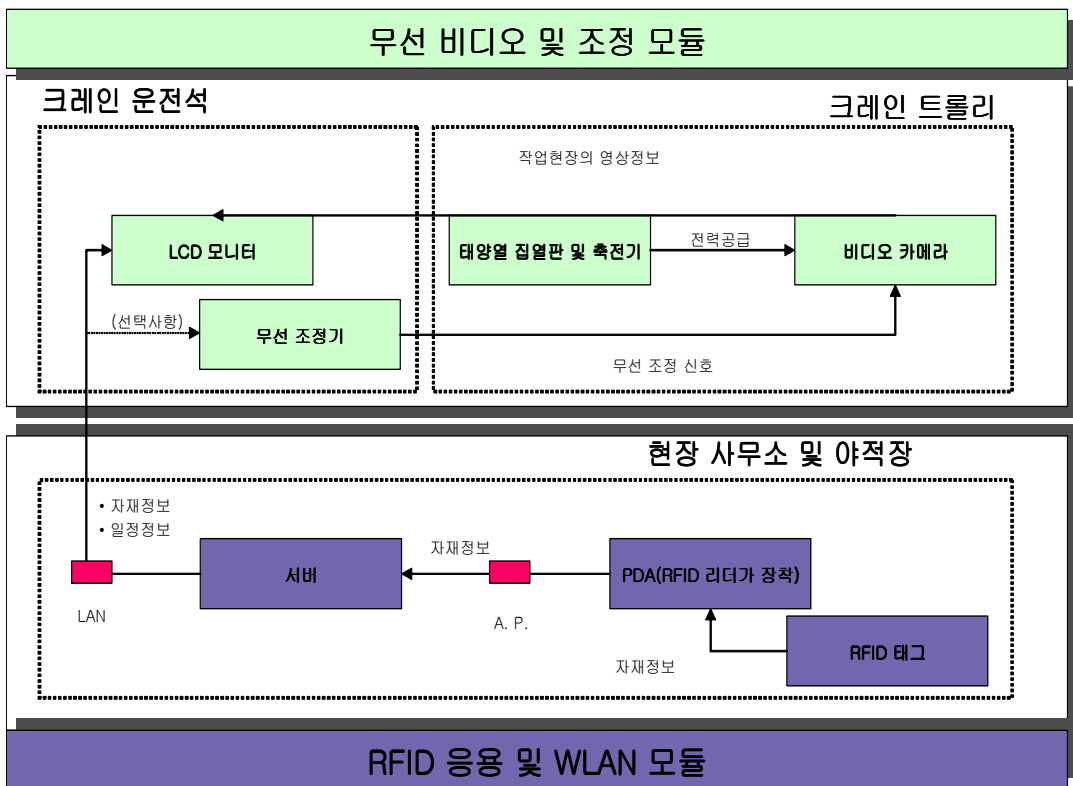 무선 비디오 및 조정 모듈
크레인 운전석
크레인 트롤리
작업현장의 영상정보
LCD 모니터
태양열 집열판 및 축전기
전력공급
비디오 카메라
(선택사항)
무선 조정기
무선 조정 신호
현장 사무소 및 야적장
• 자재정보
• 일정정보
자재정보
서버
PDA(RFID 리더가 장착)
LAN
A. P.
자재정보
RFID 태그
RFID 응용 및 WLAN 모듈